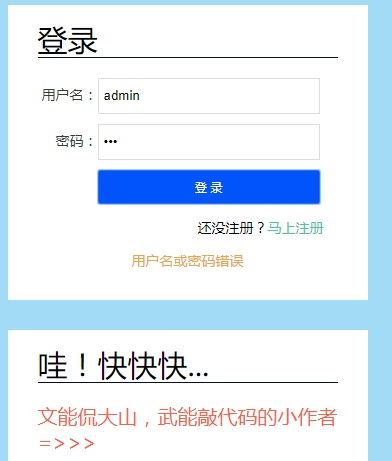 登录
用户名： admin
密码： •••
登 录
还没注册？马上注册
用户名或密码错误
哇！快快快...
文能侃大山，武能敲代码的小作者
=>>>